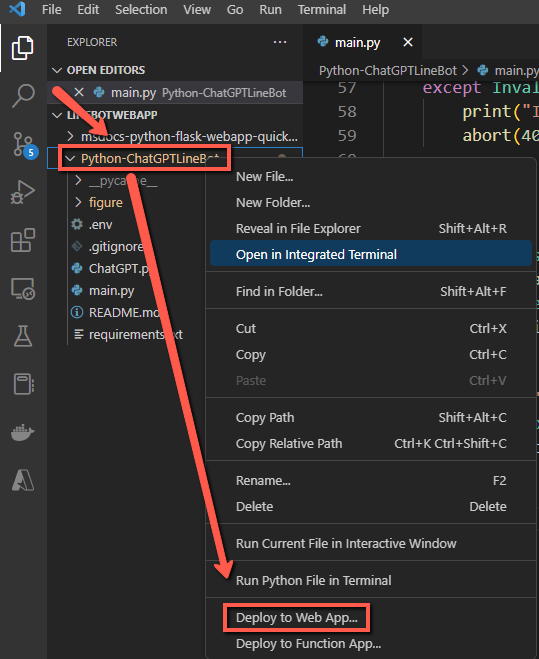 File Edit Selection View Go Run Terminal Help
EXPLORER
main.py
OPEN EDITORS
Python-ChatGPTLineBot > main.py
main.py Python-ChatGPTLineBot
57 except Inval
LINEBOTWEBAPP
58 print("I
msdocs-python-flask-webapp-quick...
59 abort(40
Python-ChatGPTLineBot
__pycache__
New File...
figure
New Folder...
.env
Reveal in File Explorer Shift+Alt+R
.gitignore
Open in Integrated Terminal
ChatGPT.p
main.py
Find in Folder... Shift+Alt+F
README.md
Cut Ctrl+X
requirements.txt
Copy Ctrl+C
Paste Ctrl+V
Copy Path Shift+Alt+C
Copy Relative Path Ctrl+K Ctrl+Shift+C
Rename... F2
Delete Delete
Run Current File in Interactive Window
Run Python File in Terminal
Deploy to Web App...
Deploy to Function App...
5